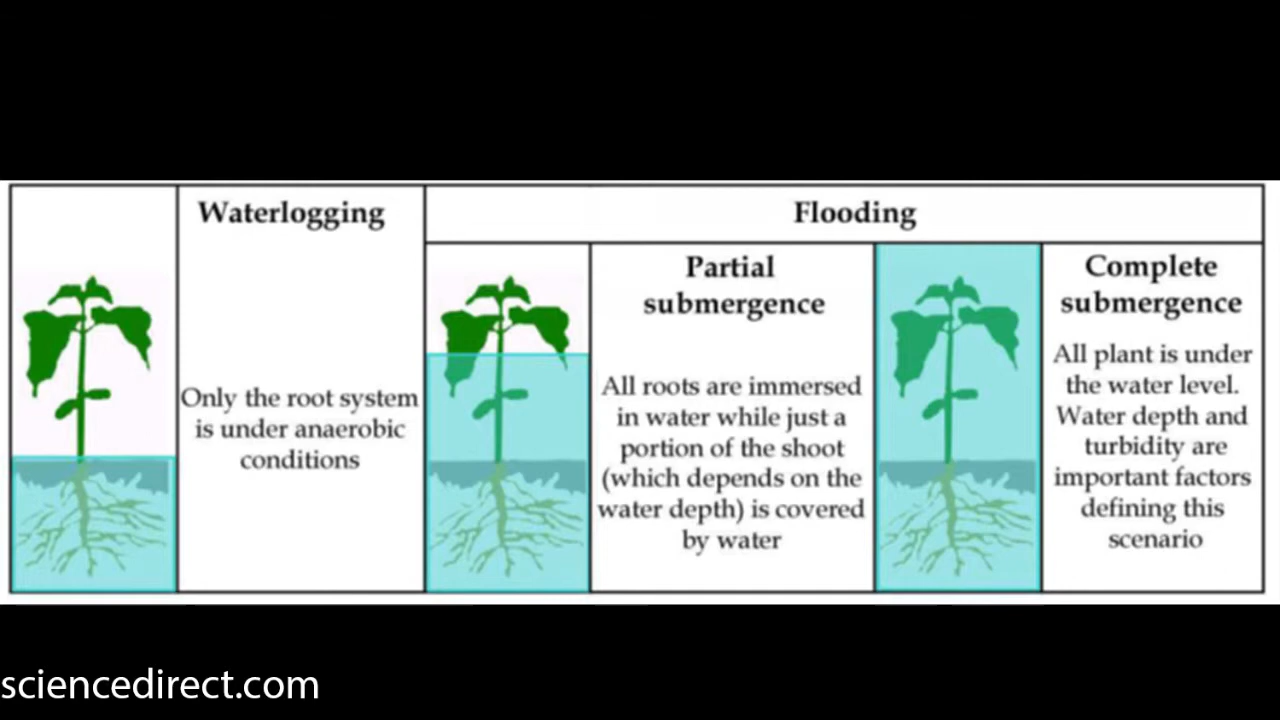 Waterlogging
Only the root system
is under anaerobic
conditions
Flooding
Partial
submergence
All roots are immersed
in water while just a
portion of the shoot
(which depends on the
water depth) is covered
by water
Complete
submergence
All plant is under
the water level.
Water depth and
turbidity are
important factors
defining this
scenario
sciencedirect.com